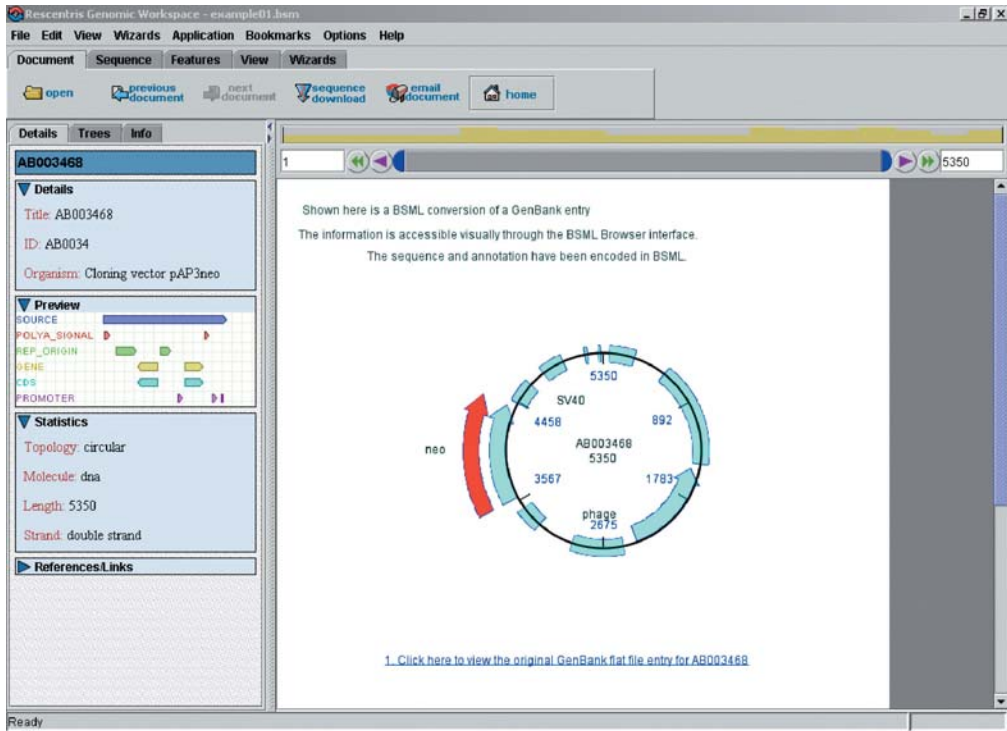 Rescentris Genomic Workspace - example01.bsm
File Edit View Wizards Application Bookmarks Options Help
Document Sequence Features View Wizards
open previous document next document sequence download email document home
Details Trees Info
AB003468
Details
Title: AB003468
ID: AB0034
Organism: Cloning vector pAP3neo
Preview
SOURCE
POLYA_SIGNAL
REP_ORIGIN
GENE
CDS
PROMOTER
Statistics
Topology: circular
Molecule: dna
Length: 5350
Strand: double strand
References/Links
1 5350
Shown here is a BSML conversion of a GenBank entry
The information is accessible visually through the BSML Browser interface.
The sequence and annotation have been encoded in BSML.
5350
SV40
4458 892
neo
AB003468
5350
3567 1783
phage
2675
1. Click here to view the original GenBank flat file entry for AB003468
Ready